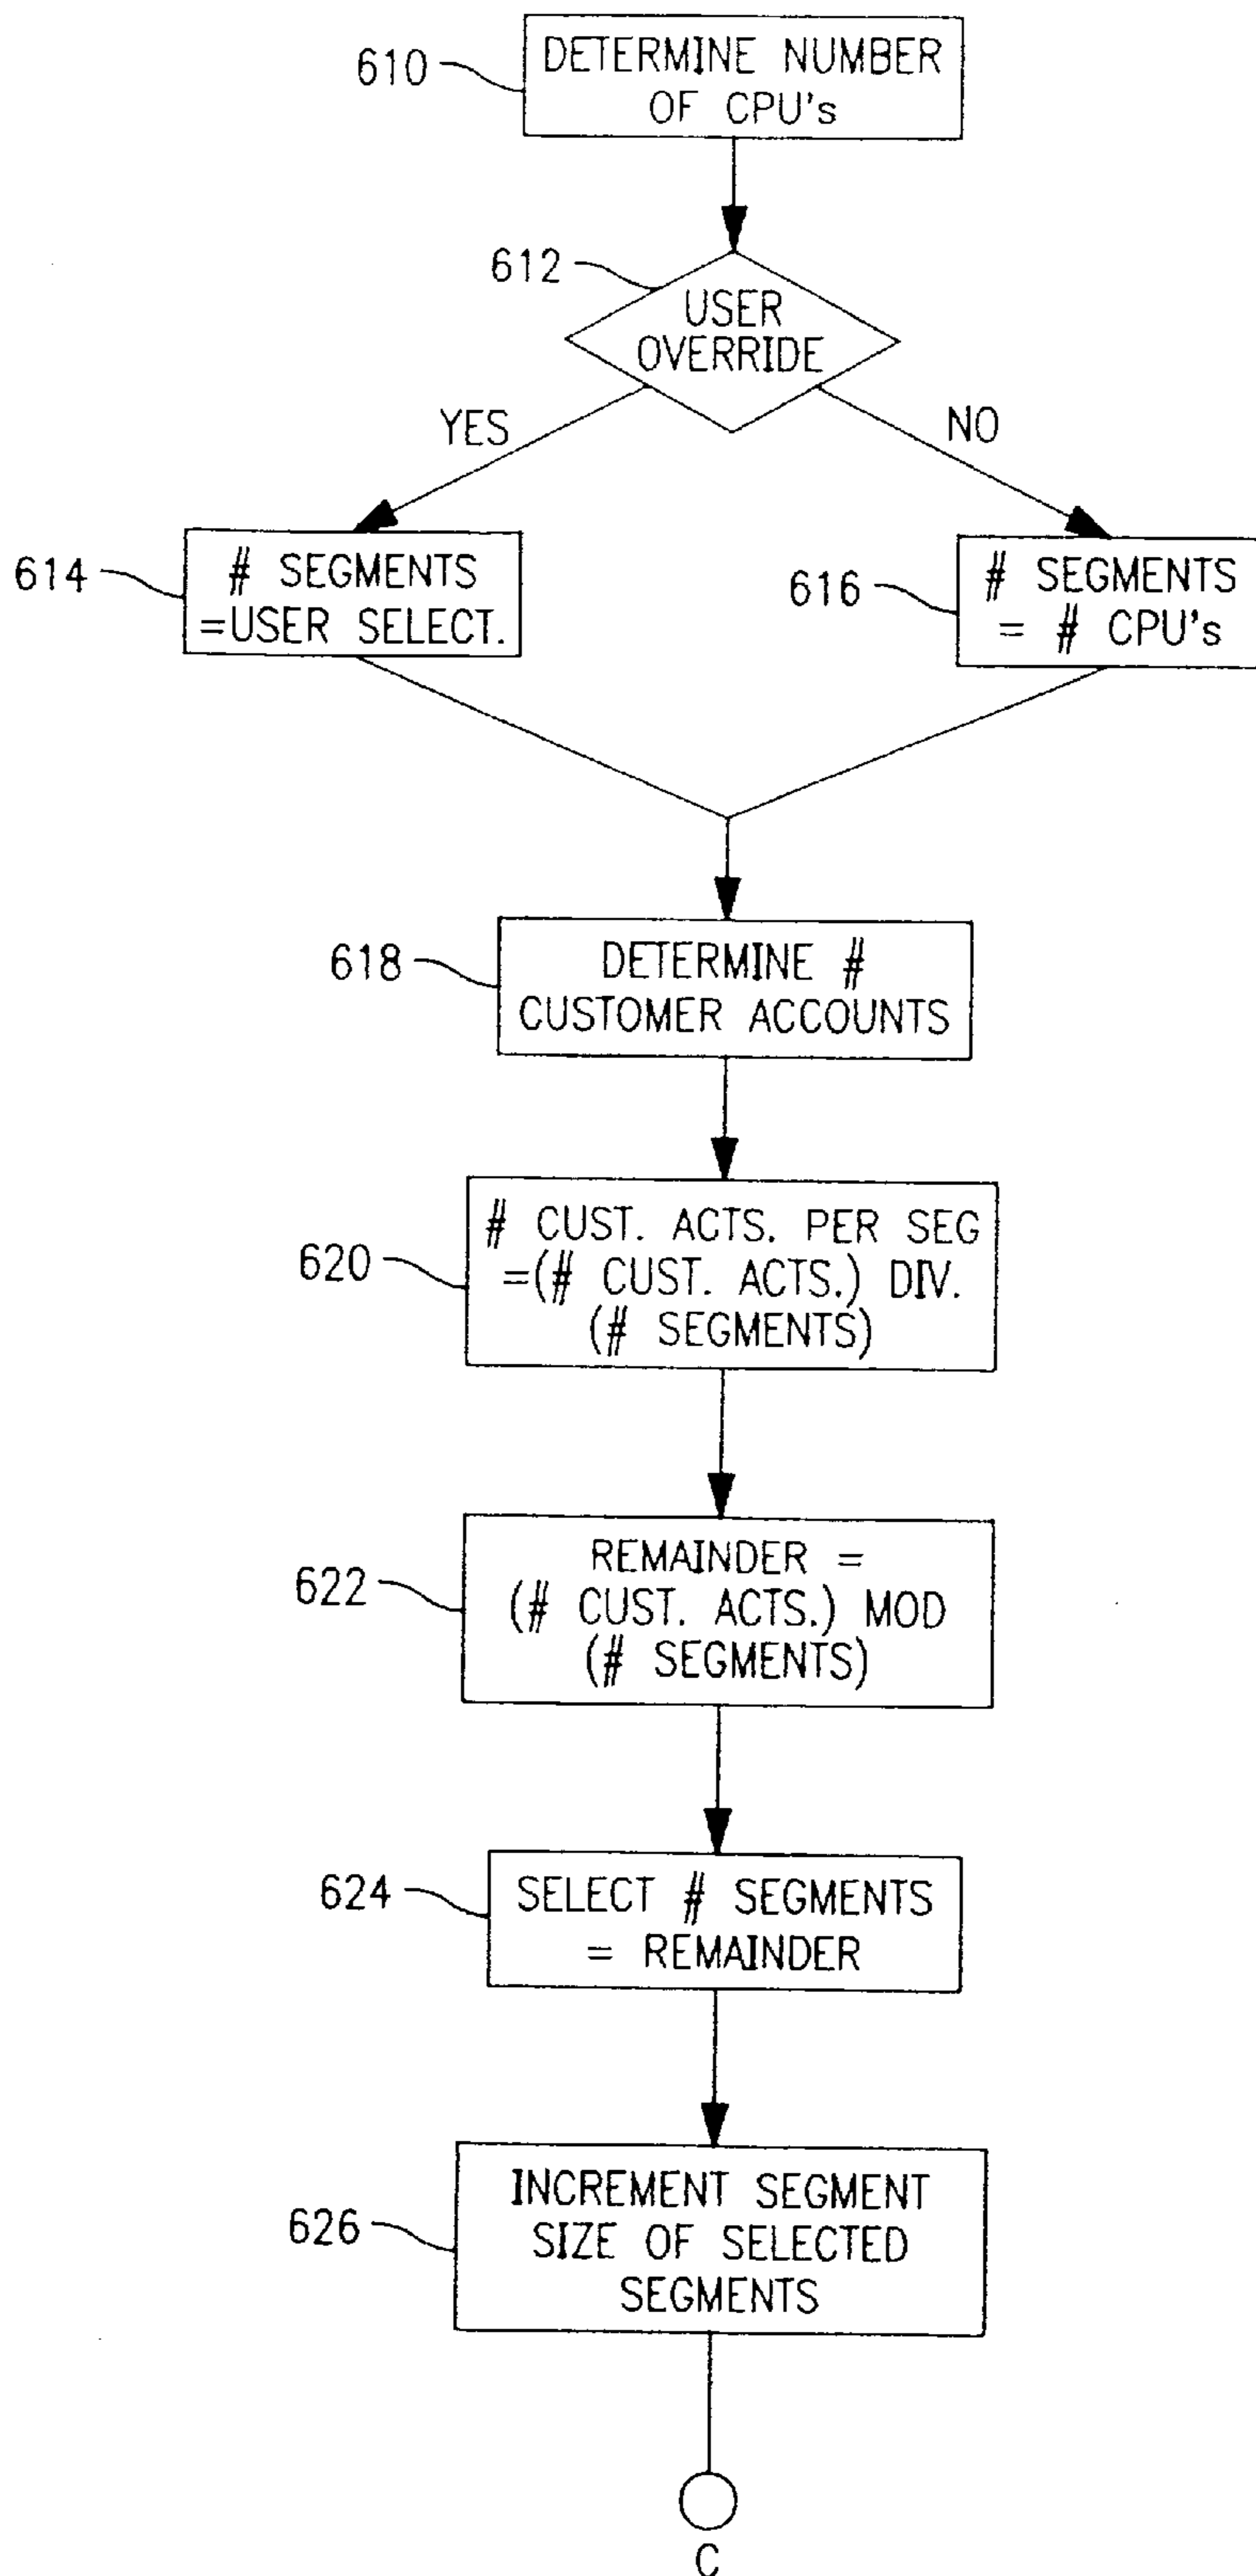 610
DETERMINE NUMBER
OF CPU's
612
USER
OVERRIDE
YES
NO
614
# SEGMENTS
=USER SELECT.
616
# SEGMENTS
= # CPU's
618
DETERMINE #
CUSTOMER ACCOUNTS
620
# CUST. ACTS. PER SEG
=(# CUST. ACTS.) DIV.
(# SEGMENTS)
622
REMAINDER =
(# CUST. ACTS.) MOD
(# SEGMENTS)
624
SELECT # SEGMENTS
= REMAINDER
626
INCREMENT SEGMENT
SIZE OF SELECTED
SEGMENTS
C